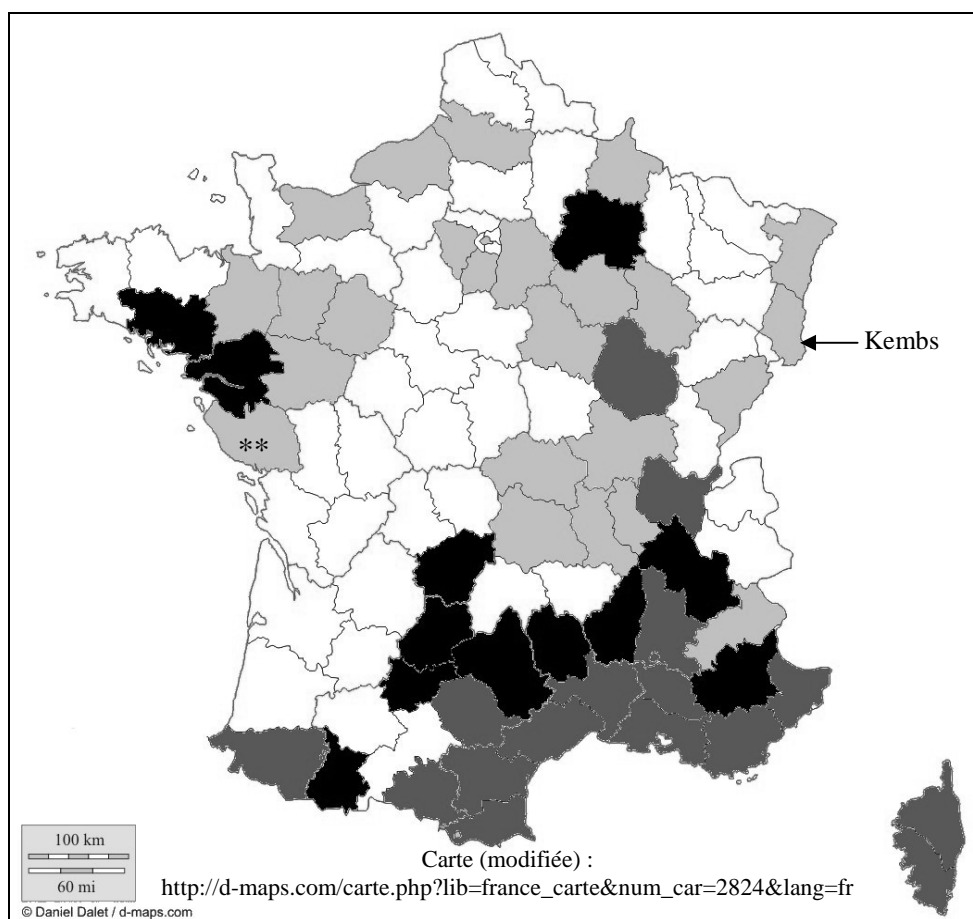 Kembs
**
100 km
60 mi
Carte (modifiée) :
http://d-maps.com/carte.php?lib=france_carte&num_car=2824&lang=fr
© Daniel Dalet / d-maps.com